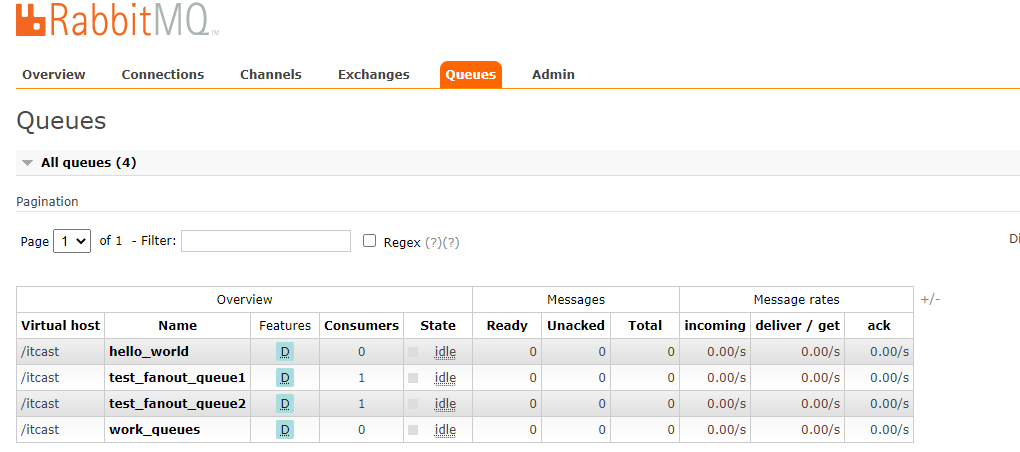 RabbitMQ™
Overview Connections Channels Exchanges Queues Admin
Queues
All queues (4)
Pagination
Page 1 of 1 - Filter: Regex (?)(?)
Di
Overview Messages Message rates +/-
Virtual host Name Features Consumers State Ready Unacked Total incoming deliver / get ack
/itcast hello_world D 0 idle 0 0 0 0.00/s 0.00/s 0.00/s
/itcast test_fanout_queue1 D 1 idle 0 0 0 0.00/s 0.00/s 0.00/s
/itcast test_fanout_queue2 D 1 idle 0 0 0 0.00/s 0.00/s 0.00/s
/itcast work_queues D 0 idle 0 0 0 0.00/s 0.00/s 0.00/s